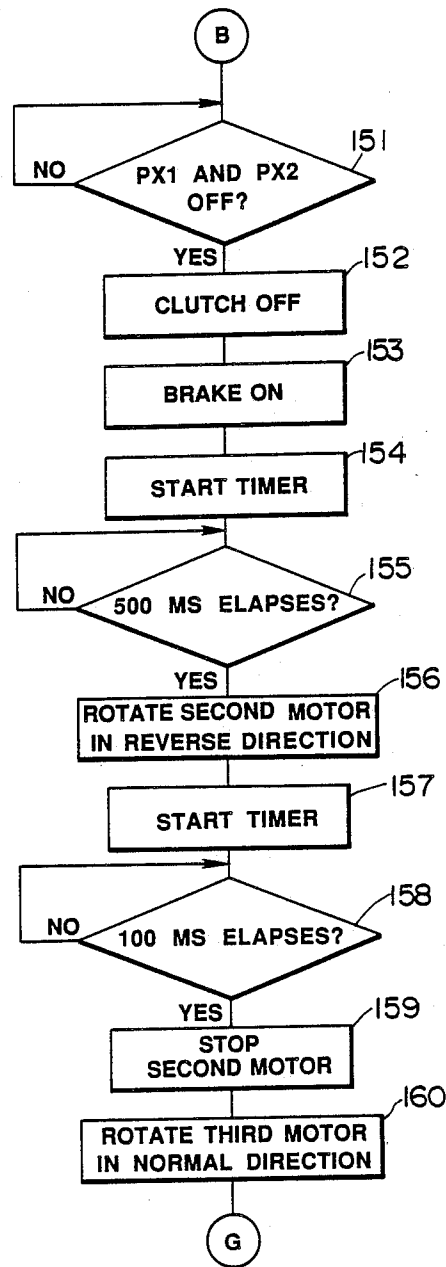 B
151
PX1 AND PX2
OFF?
NO
YES
152
CLUTCH OFF
153
BRAKE ON
154
START TIMER
155
500 MS ELAPSES?
NO
YES
156
ROTATE SECOND MOTOR
IN REVERSE DIRECTION
157
START TIMER
158
100 MS ELAPSES?
NO
YES
159
STOP
SECOND MOTOR
160
ROTATE THIRD MOTOR
IN NORMAL DIRECTION
G